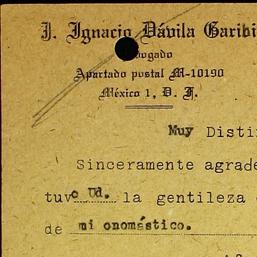 J. Ignacio Dávila Garibi
Abogado
Apartado postal M-10190
México 1, D. F.
Muy Disti
Sinceramente agrade
tuvo Ud. la gentileza
de mi onomástico.